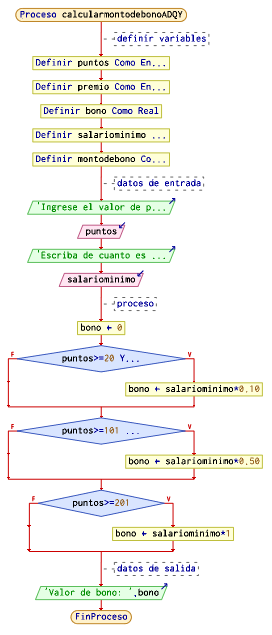 Proceso calcularmontodebonoADQY
definir variables
Definir puntos Como En...
Definir premio Como En...
Definir bono Como Real
Definir salariominimo ...
Definir montodebono Co...
datos de entrada
'Ingrese el valor de p...
puntos
'Escriba de cuanto es ...
salariominimo
proceso
bono ← 0
F puntos>=20 Y... V
bono ← salariominimo*0.10
F puntos>=101 ... V
bono ← salariominimo*0.50
F puntos>=201 V
bono ← salariominimo*1
datos de salida
'Valor de bono: ',bono
FinProceso